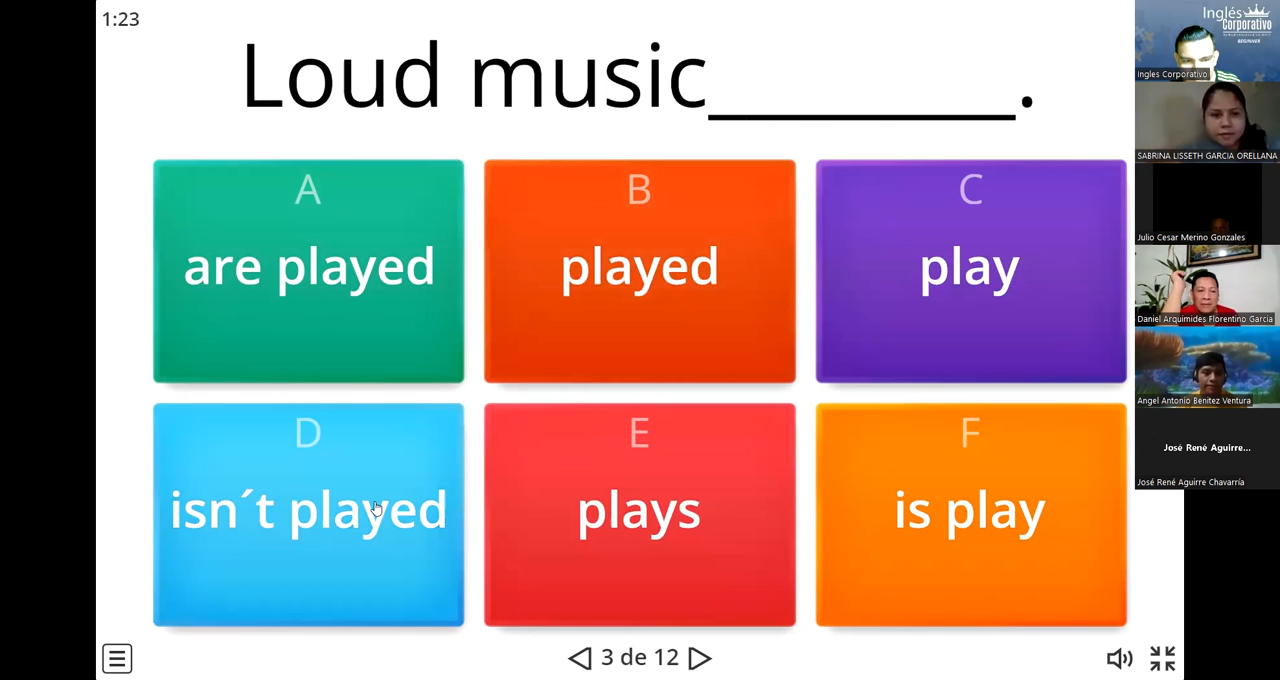 1:23
Loud music__________.
A
are played
B
played
C
play
D
isn´t played
E
plays
F
is play
3 de 12
Inglés
Corporativo
BEGINNER
Ingles Corporativo
SABRINA LISSETH GARCIA ORELLANA
Julio Cesar Merino Gonzales
Daniel Arquimides Florentino Garcia
Angel Antonio Benitez Ventura
José René Aguirre...
José René Aguirre Chavarría